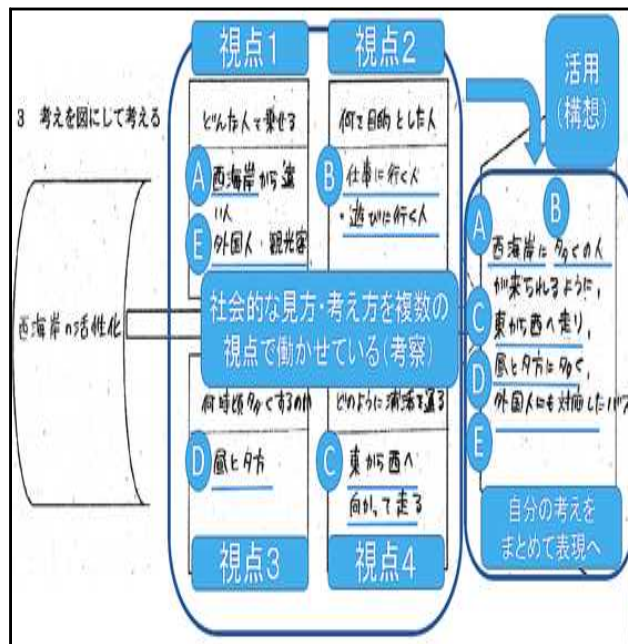 3 考えを図にして考える
西海岸の活性化
視点1
どんな人を乗せる
A
西海岸から遠
い人
E
外国人・観光客
視点2
何を目的とした人
B
仕事に行く人
・遊びに行く人
社会的な見方・考え方を複数の
視点で働かせている(考察)
何時頃多くするのか
D
昼と夕方
視点3
どのように
通る
C
東から西へ
向かって走る
視点4
活用
(構想)
A
B
西海岸に多くの人
が来られるように,
C
東から西へ走り,
D
昼と夕方に多く,
外国人にも対応したバス
E
自分の考えを
まとめて表現へ